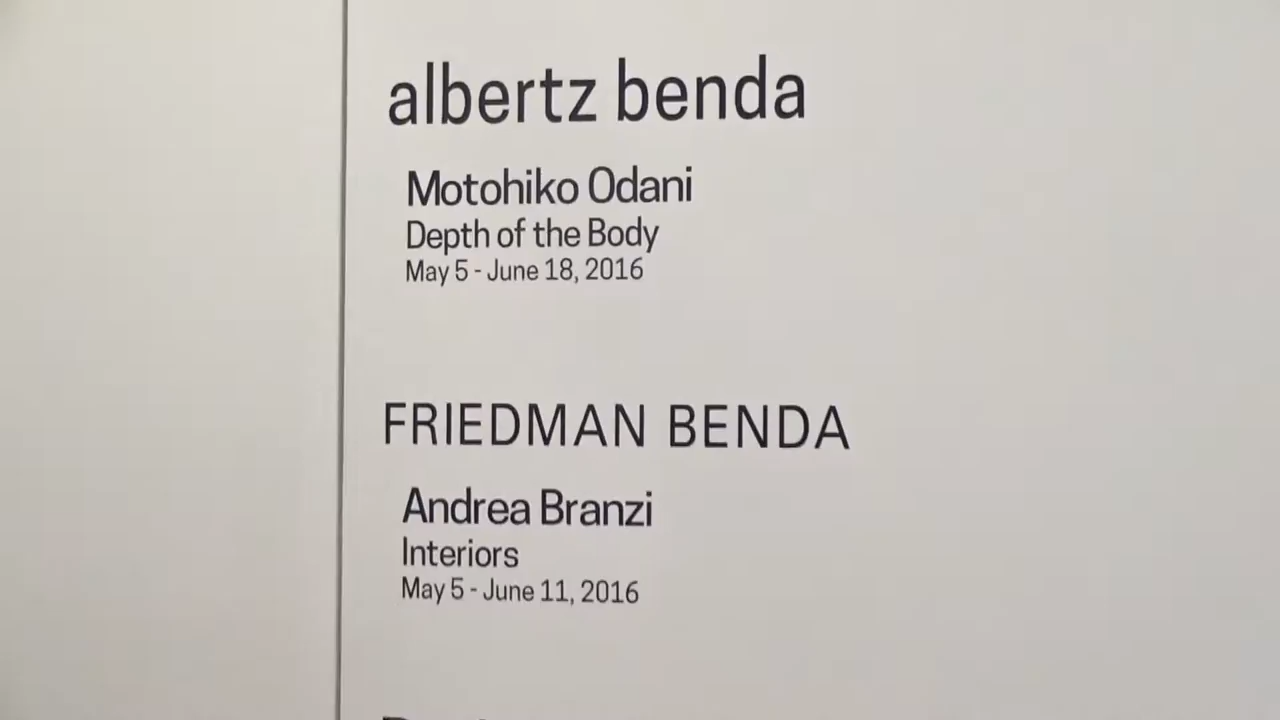 albertz benda
Motohiko Odani
Depth of the Body
May 5 - June 18, 2016
FRIEDMAN BENDA
Andrea Branzi
Interiors
May 5 - June 11, 2016